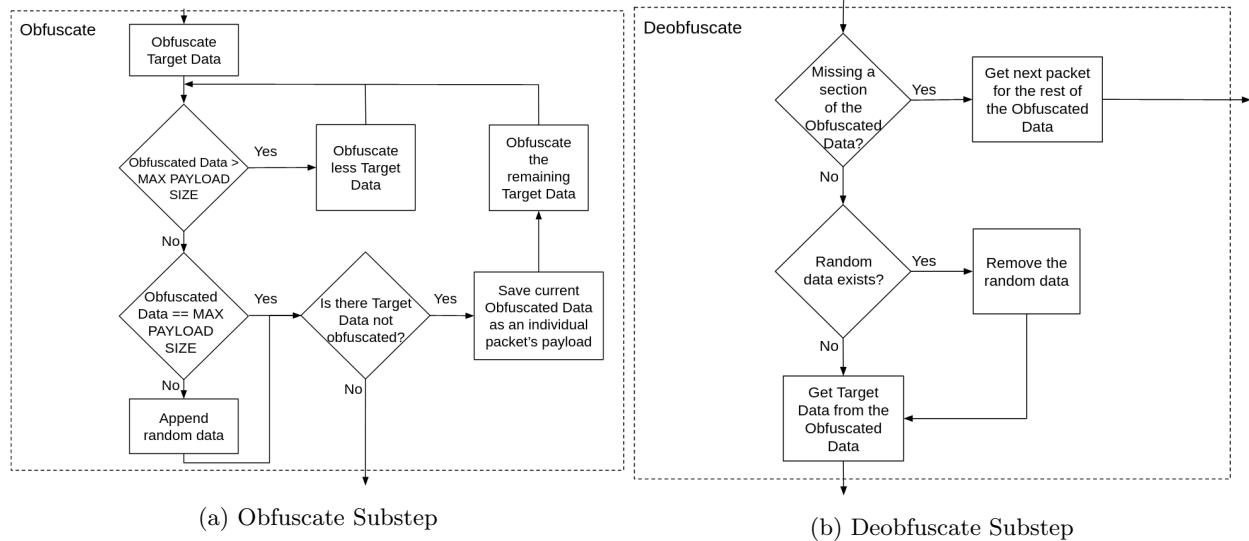 Obfuscate
Obfuscate
Target Data
Obfuscated Data >
MAX PAYLOAD
SIZE
Yes
Obfuscate
less Target
Data
Obfuscate
the
remaining
Target Data
No
Obfuscated
Data == MAX
PAYLOAD
SIZE
Yes
Is there Target
Data not
obfuscated?
Yes
Save current
Obfuscated Data
as an individual
packet's payload
No
Append
random data
No
(a) Obfuscate Substep
Deobfuscate
Missing a
section
of the
Obfuscated
Data?
Yes
Get next packet
for the rest of
the Obfuscated
Data
No
Random
data exists?
Yes
Remove the
random data
No
Get Target
Data from the
Obfuscated
Data
(b) Deobfuscate Substep